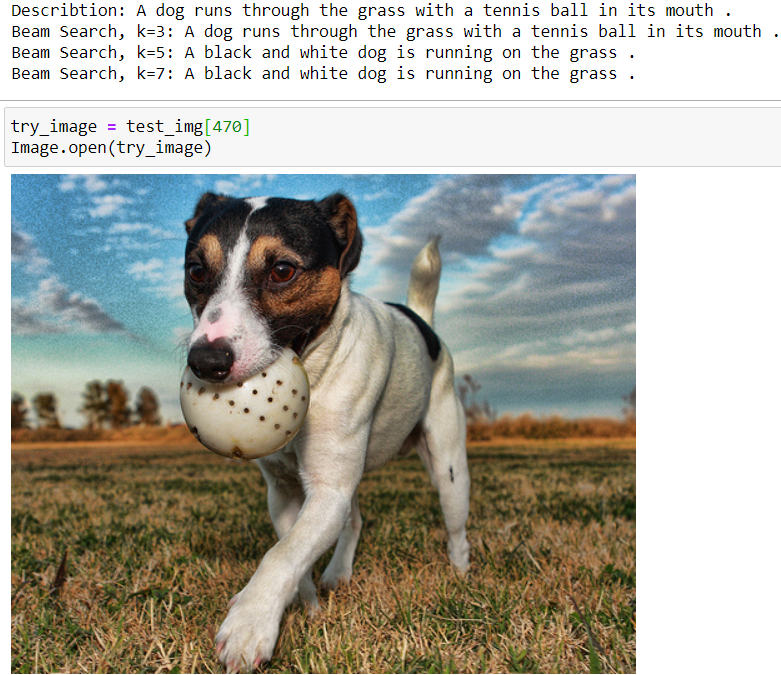 Describtion: A dog runs through the grass with a tennis ball in its mouth .
Beam Search, k=3: A dog runs through the grass with a tennis ball in its mouth .
Beam Search, k=5: A black and white dog is running on the grass .
Beam Search, k=7: A black and white dog is running on the grass .
try_image = test_img[470]
Image.open(try_image)